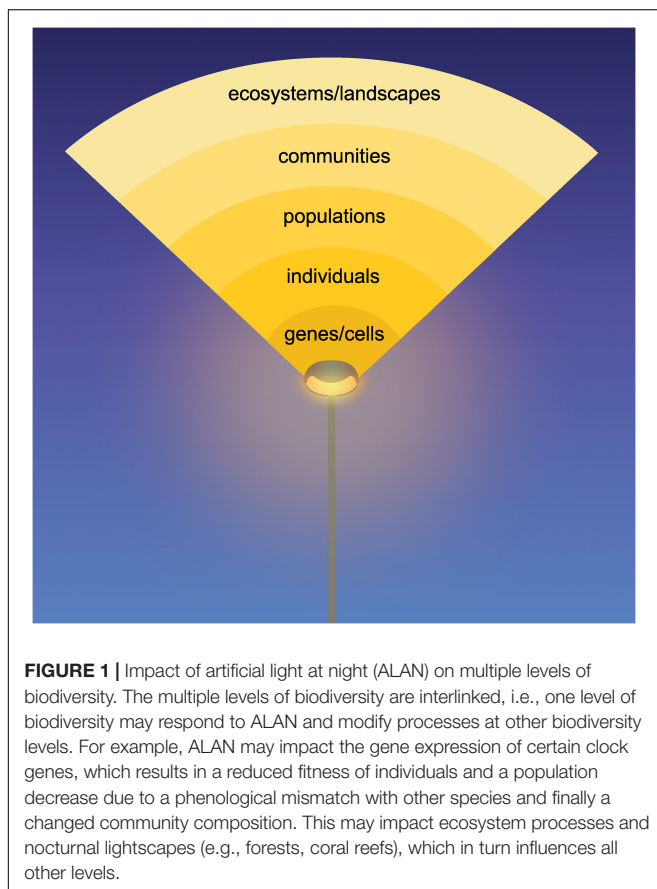 ecosystems/landscapes
communities
populations
individuals
genes/cells
FIGURE 1 | Impact of artificial light at night (ALAN) on multiple levels of
biodiversity. The multiple levels of biodiversity are interlinked, i.e., one level of
biodiversity may respond to ALAN and modify processes at other biodiversity
levels. For example, ALAN may impact the gene expression of certain clock
genes, which results in a reduced fitness of individuals and a population
decrease due to a phenological mismatch with other species and finally a
changed community composition. This may impact ecosystem processes and
nocturnal lightscapes (e.g., forests, coral reefs), which in turn influences all
other levels.